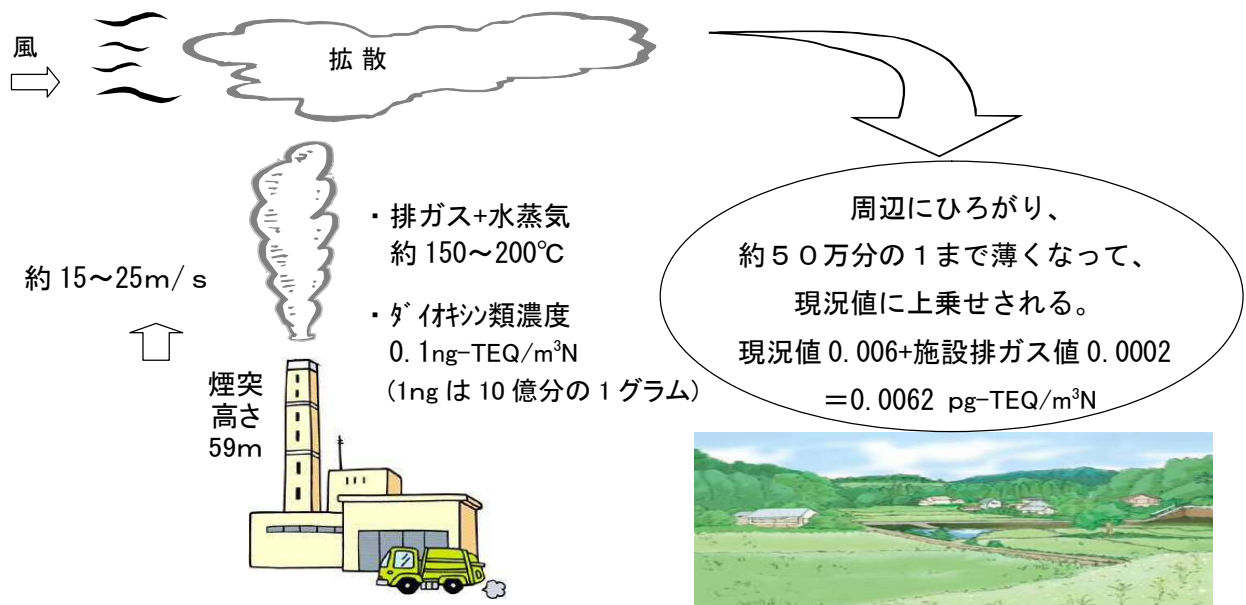 風
拡散
約 15～25ｍ/ｓ
・排ガス+水蒸気
約 150～200℃
・ﾀﾞｲｵｷｼﾝ類濃度
0.1ng-TEQ/m³N
(1ng は 10 億分の 1 グラム)
煙突
高さ
59ｍ
周辺にひろがり、
約５０万分の１まで薄くなって、
現況値に上乗せされる。
現況値 0.006+施設排ガス値 0.0002
＝0.0062 pg-TEQ/m³N